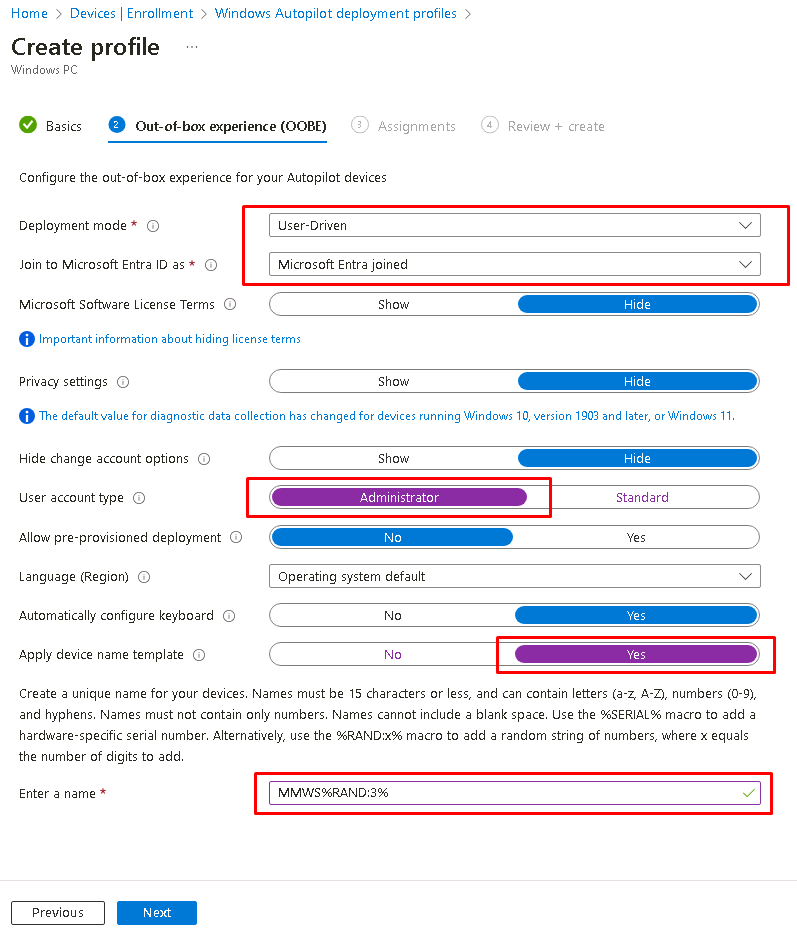 Home > Devices | Enrollment > Windows Autopilot deployment profiles >
Create profile ...
Windows PC
Basics 2 Out-of-box experience (OOBE) 3 Assignments 4 Review + create
Configure the out-of-box experience for your Autopilot devices
Deployment mode * User-Driven
Join to Microsoft Entra ID as * Microsoft Entra joined
Microsoft Software License Terms Show Hide
Important information about hiding license terms
Privacy settings Show Hide
The default value for diagnostic data collection has changed for devices running Windows 10, version 1903 and later, or Windows 11.
Hide change account options Show Hide
User account type Administrator Standard
Allow pre-provisioned deployment No Yes
Language (Region) Operating system default
Automatically configure keyboard No Yes
Apply device name template No Yes
Create a unique name for your devices. Names must be 15 characters or less, and can contain letters (a-z, A-Z), numbers (0-9),
and hyphens. Names must not contain only numbers. Names cannot include a blank space. Use the %SERIAL% macro to add a
hardware-specific serial number. Alternatively, use the %RAND:x% macro to add a random string of numbers, where x equals
the number of digits to add.
Enter a name * MMWS%RAND:3%
Previous Next